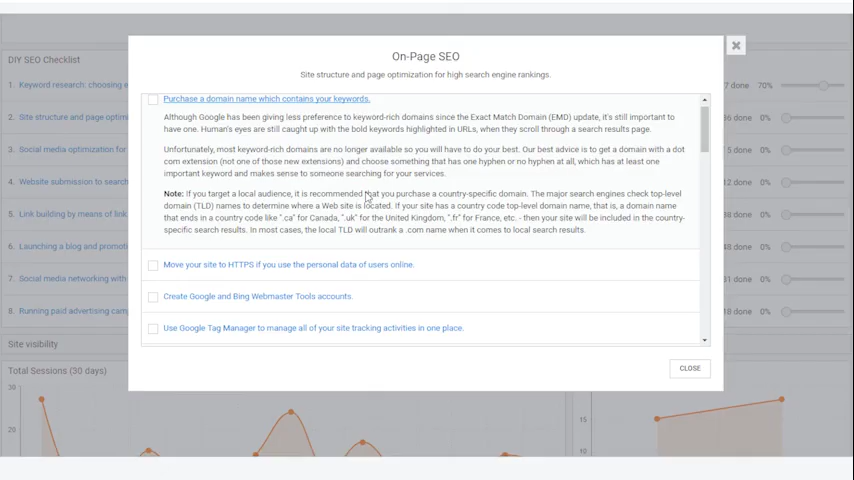 On-Page SEO
Site structure and page optimization for high search engine rankings.
Purchase a domain name which contains your keywords.
Although Google has been giving less preference to keyword-rich domains since the Exact Match Domain (EMD) update, it's still important to
have one. Human's eyes are still caught up with the bold keywords highlighted in URLs, when they scroll through a search results page.
Unfortunately, most keyword-rich domains are no longer available so you will have to do your best. Our best advice is to get a domain with a dot
com extension (not one of those new extensions) and choose something that has one hyphen or no hyphen at all, which has at least one
important keyword and makes sense to someone searching for your services.
Note: If you target a local audience, it is recommended that you purchase a country-specific domain. The major search engines check top-level
domain (TLD) names to determine where a Web site is located. If your site has a country code top-level domain name, that is, a domain name
that ends in a country code like ".ca" for Canada, ".uk" for the United Kingdom, ".fr" for France, etc. - then your site will be included in the country-
specific search results. In most cases, the local TLD will outrank a .com name when it comes to local search results.
Move your site to HTTPS if you use the personal data of users online.
Create Google and Bing Webmaster Tools accounts.
Use Google Tag Manager to manage all of your site tracking activities in one place.
CLOSE
DIY SEO Checklist
1. Keyword research: choosing e
7 done 70%
2. Site structure and page optim
6 done 0%
3. Social media optimization for
5 done 0%
4. Website submission to search
2 done 0%
5. Link building by means of link
8 done 0%
6. Launching a blog and promoti
8 done 0%
7. Social media networking with
1 done 0%
8. Running paid advertising cam
8 done 0%
Site visibility
Total Sessions (30 days)
30
20
15
10